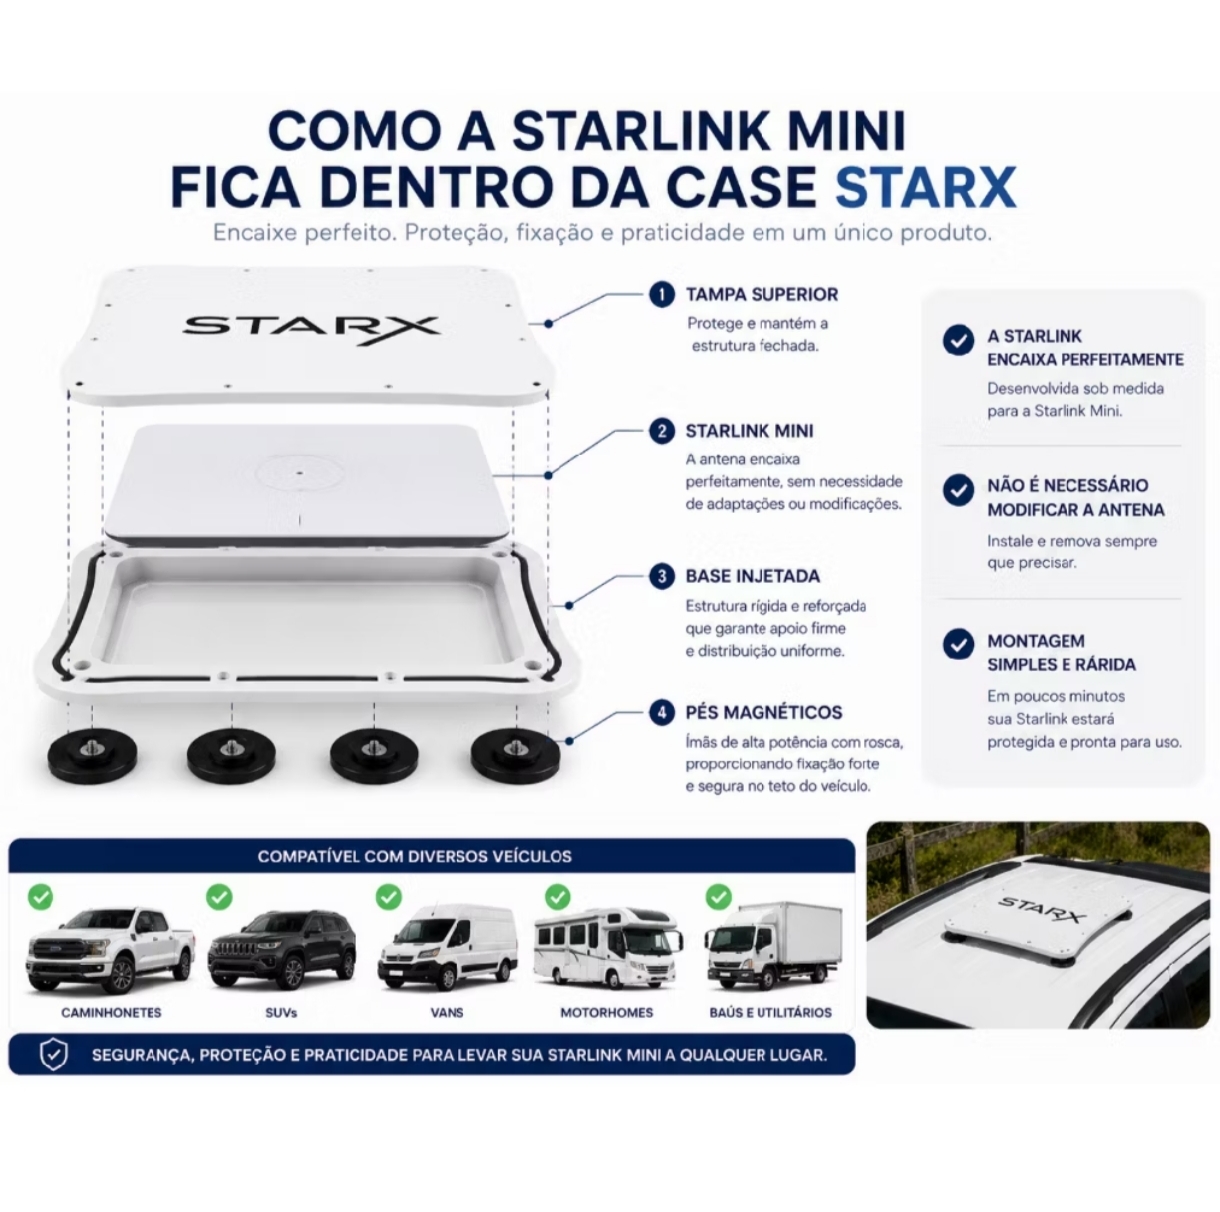 COMO A STARLINK MINI
FICA DENTRO DA CASE STARX
Encaixe perfeito. Proteção, fixação e praticidade em um único produto.
STARX
1 TAMPA SUPERIOR
Protege e mantém a
estrutura fechada.
2 STARLINK MINI
A antena encaixa
perfeitamente, sem necessidade
de adaptações ou modificações.
3 BASE INJETADA
Estrutura rígida e reforçada
que garante apoio firme
e distribuição uniforme.
4 PÉS MAGNÉTICOS
Ímãs de alta potência com rosca,
proporcionando fixação forte
e segura no teto do veículo.
A STARLINK
ENCAIXA PERFEITAMENTE
Desenvolvida sob medida
para a Starlink Mini.
NÃO É NECESSÁRIO
MODIFICAR A ANTENA
Instale e remova sempre
que precisar.
MONTAGEM
SIMPLES E RÁRIDA
Em poucos minutos
sua Starlink estará
protegida e pronta para uso.
COMPATÍVEL COM DIVERSOS VEÍCULOS
CAMINHONETES
SUVs
VANS
MOTORHOMES
BAÚS E UTILITÁRIOS
STARX
SEGURANÇA, PROTEÇÃO E PRATICIDADE PARA LEVAR SUA STARLINK MINI A QUALQUER LUGAR.